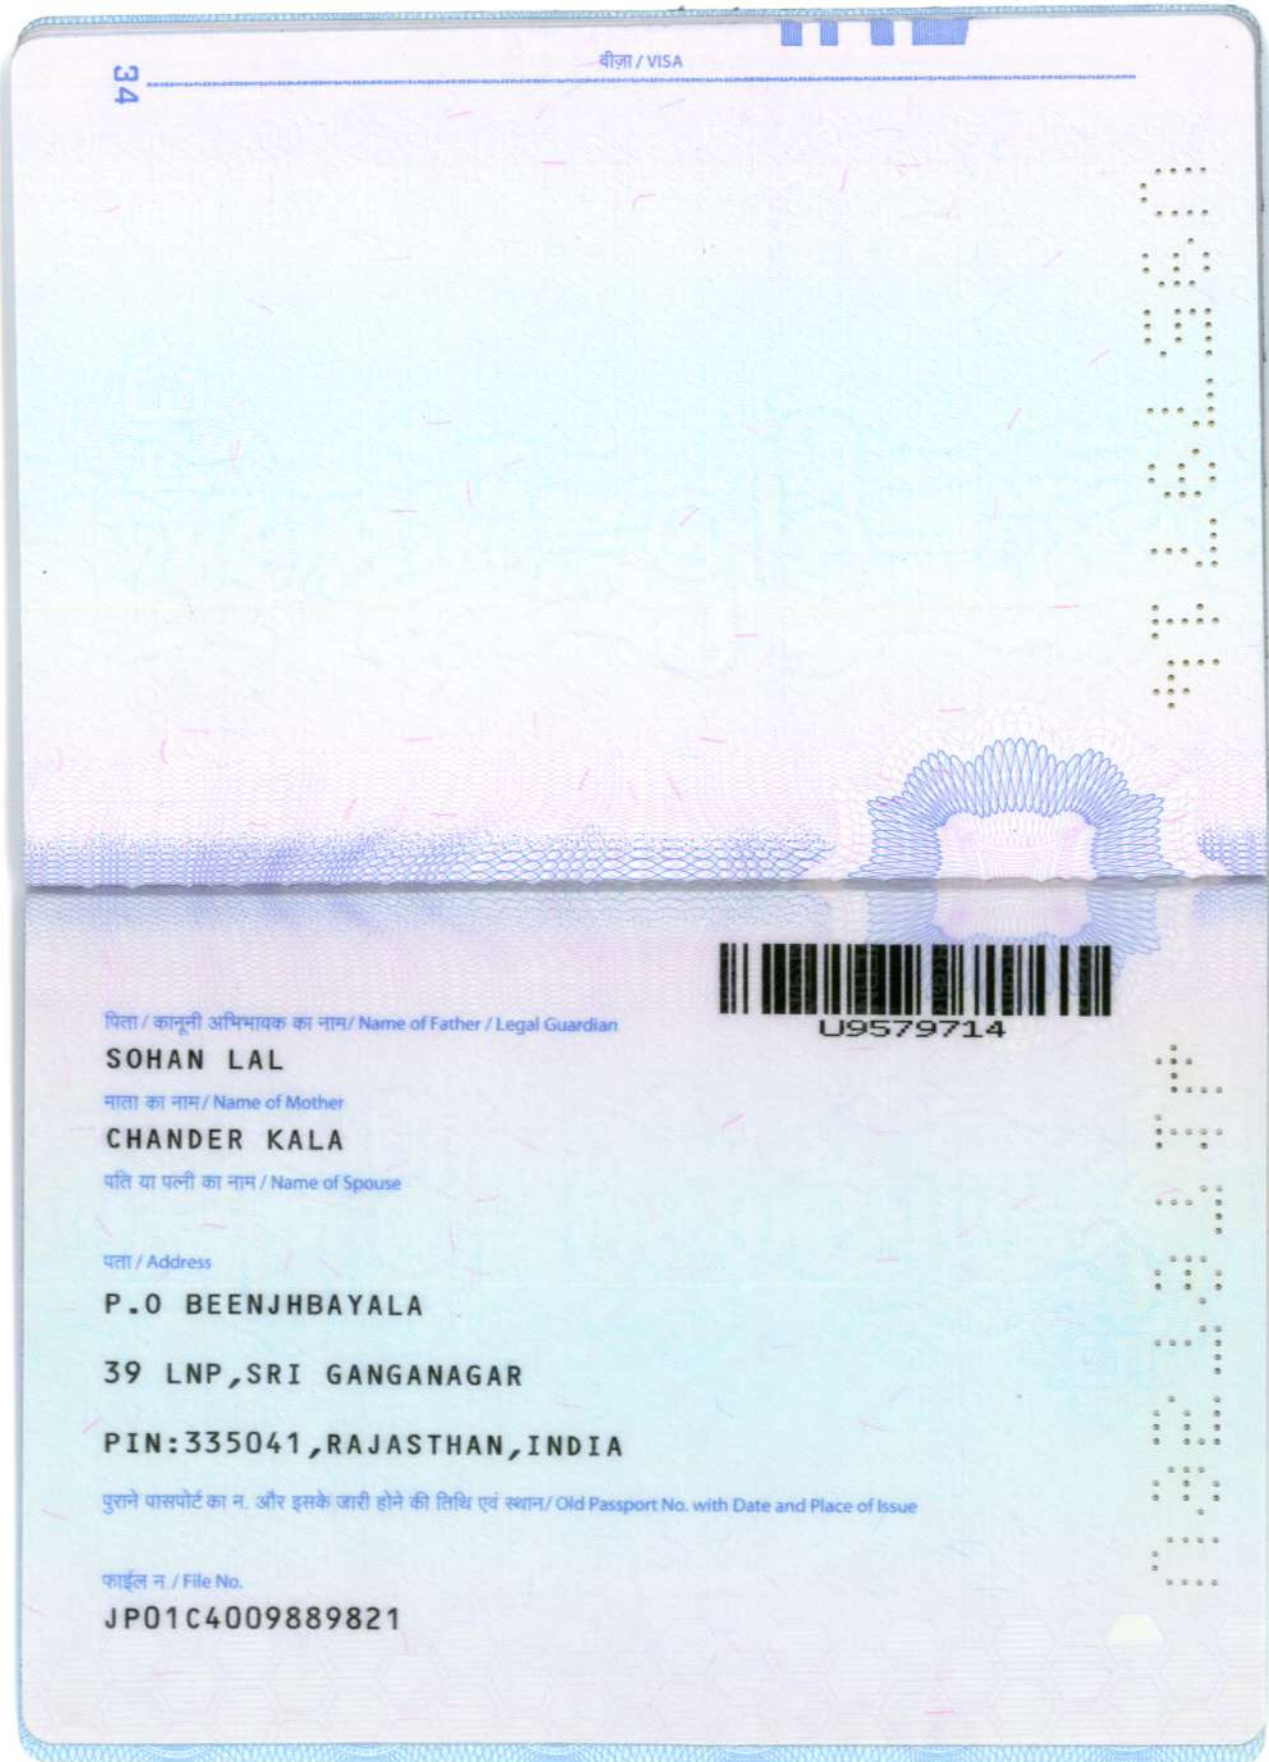 34
वीज़ा / VISA
U9579714
पिता / कानूनी अभिभावक का नाम / Name of Father / Legal Guardian
SOHAN LAL
माता का नाम / Name of Mother
CHANDER KALA
पति या पत्नी का नाम / Name of Spouse
पता / Address
P.O BEENJHBAYALA
39 LNP,SRI GANGANAGAR
PIN:335041,RAJASTHAN,INDIA
पुराने पासपोर्ट का न. और इसके जारी होने की तिथि एवं स्थान / Old Passport No. with Date and Place of Issue
फाईल न. / File No.
JP01C4009889821
U9579714
U9579714